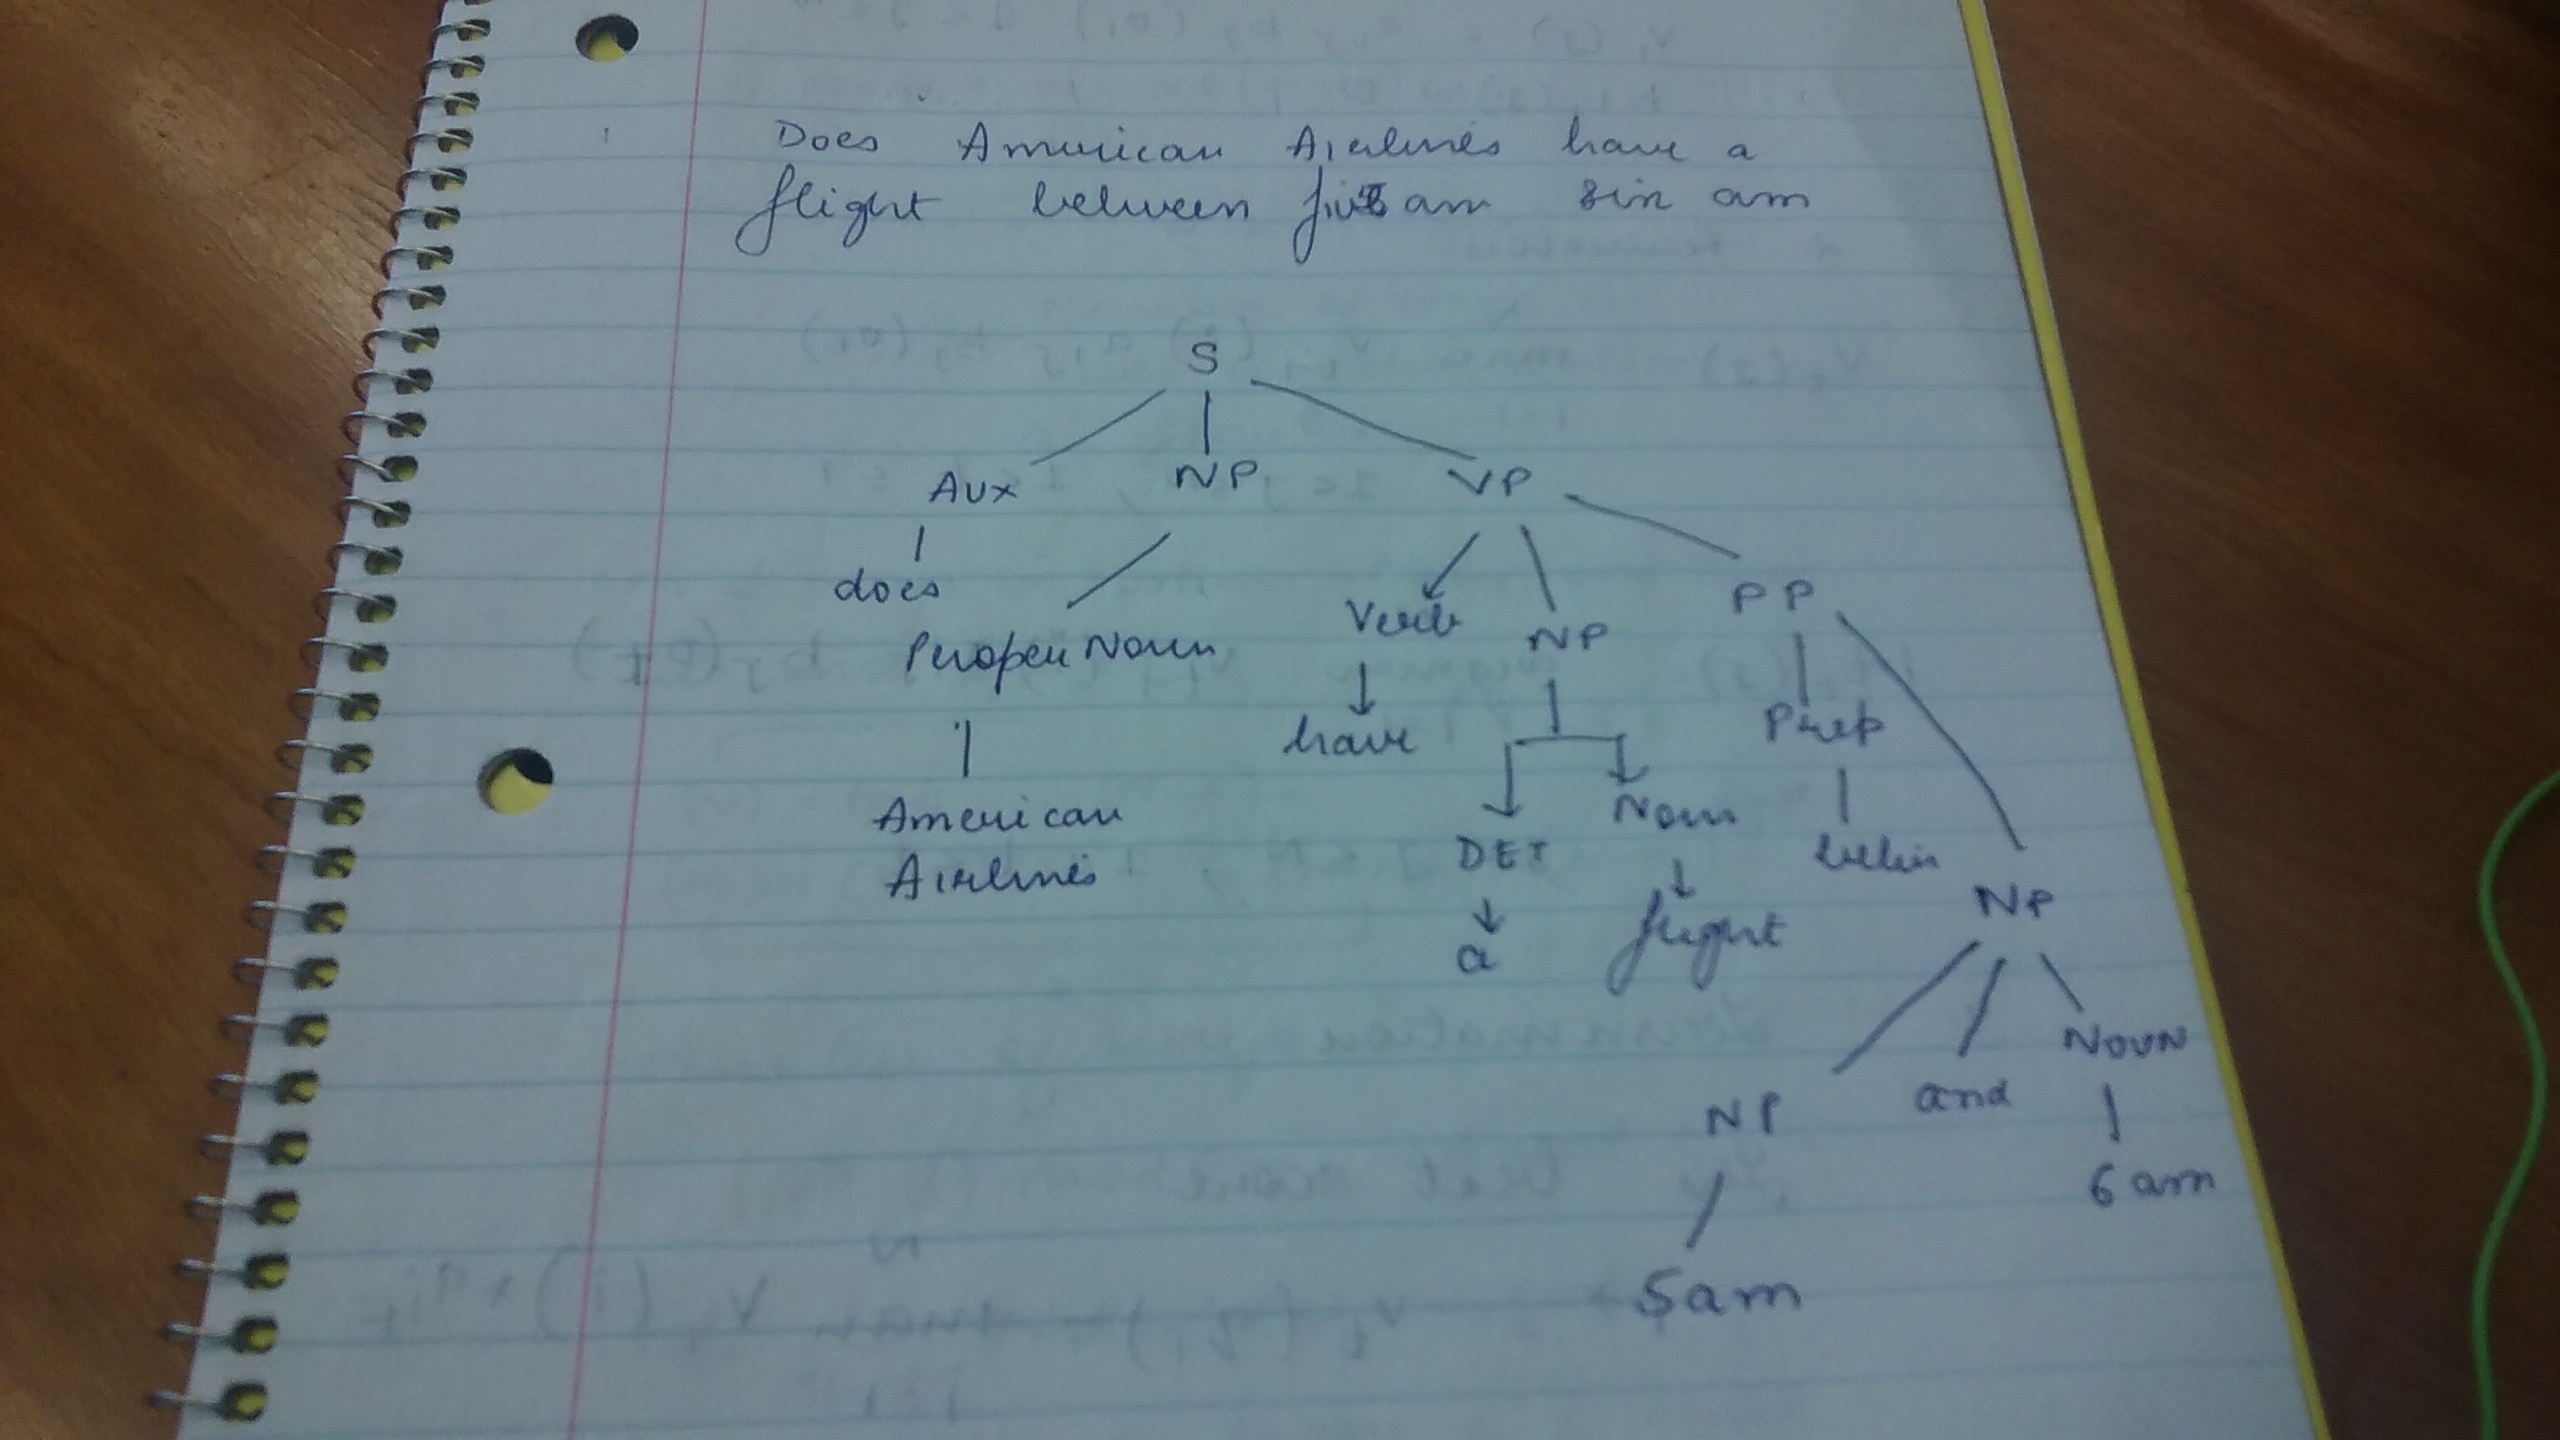 Does American Airlines have a
flight between five am six am
S
Aux NP VP
does
Proper Noun Verb NP PP
have Prep
American DET Noun
Airlines a flight NP
NP and NOUN
6 am
5am